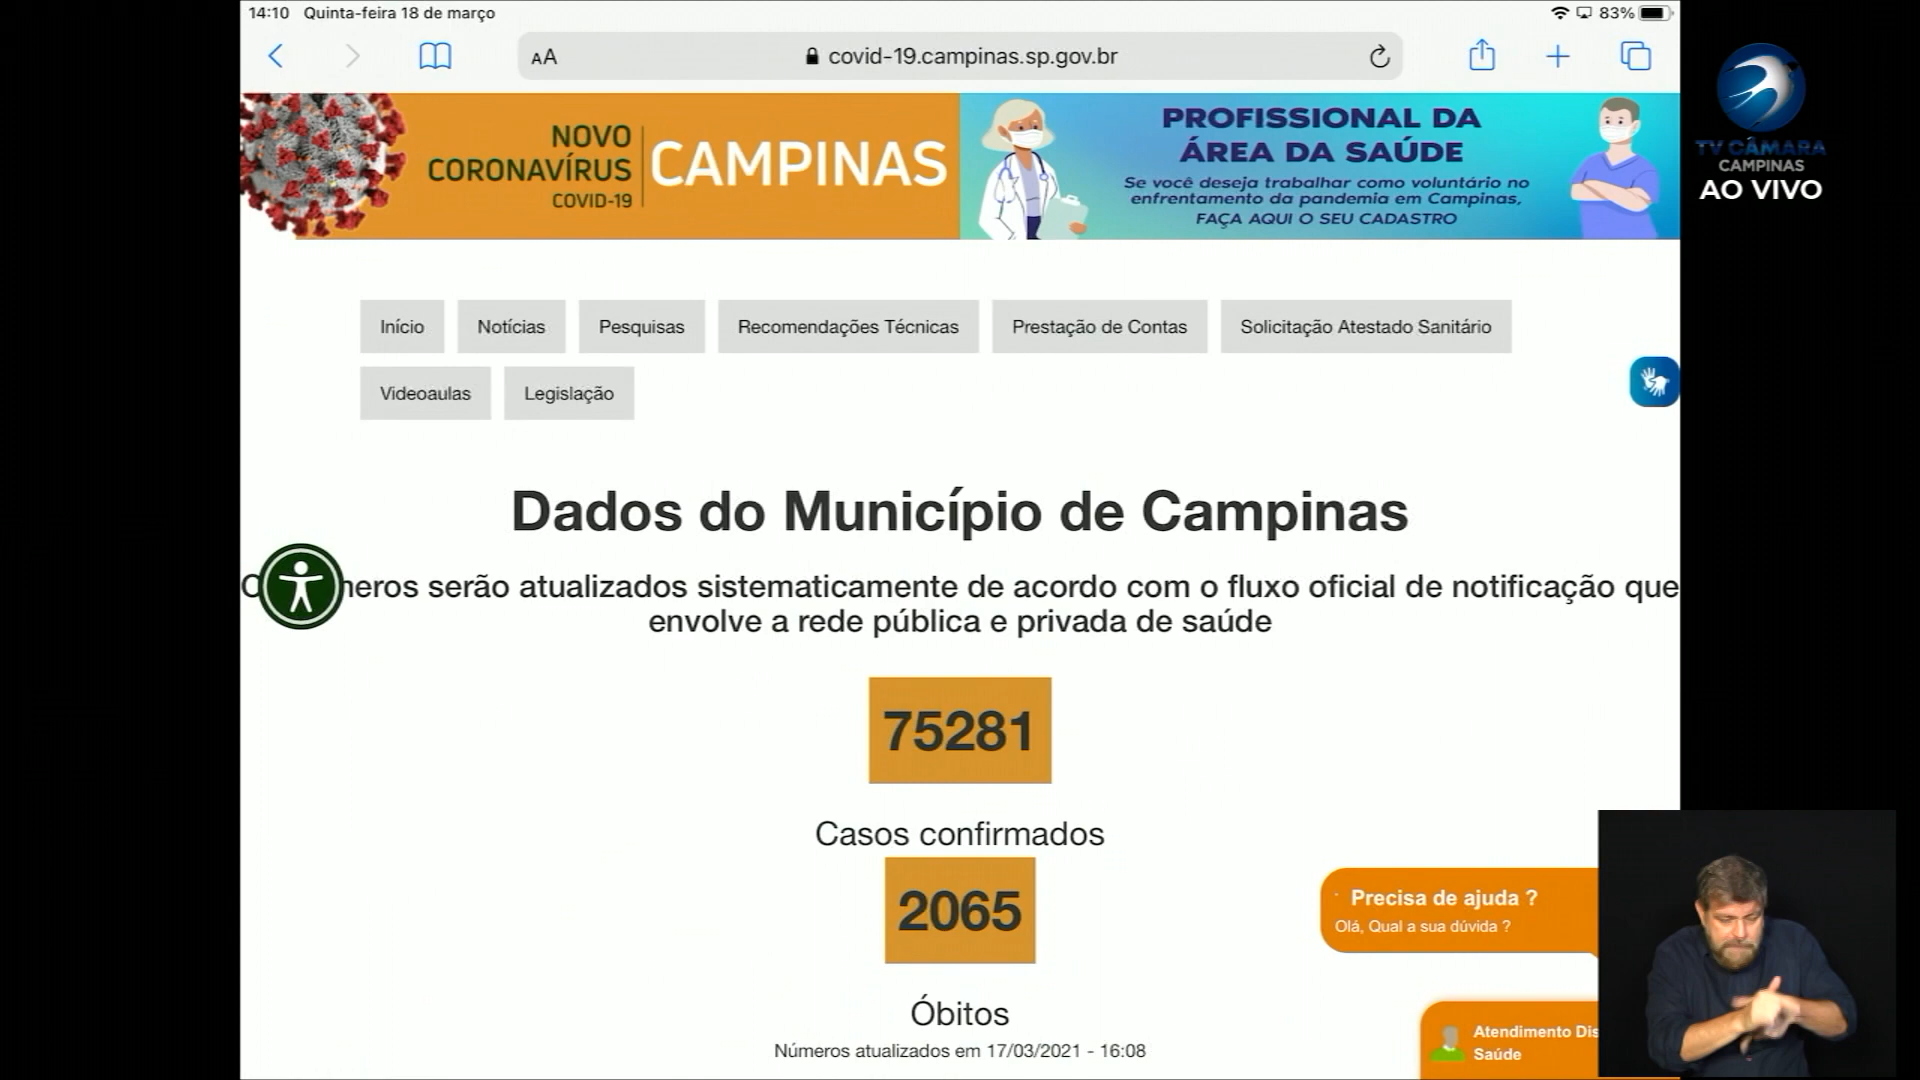 14:10 Quinta-feira 18 de março
83%
AA
covid-19.campinas.sp.gov.br
NOVO
CORONAVÍRUS
COVID-19
CAMPINAS
PROFISSIONAL DA
ÁREA DA SAÚDE
Se você deseja trabalhar como voluntário no
enfrentamento da pandemia em Campinas,
FAÇA AQUI O SEU CADASTRO
TV CÂMARA
CAMPINAS
AO VIVO
Início
Notícias
Pesquisas
Recomendações Técnicas
Prestação de Contas
Solicitação Atestado Sanitário
Videoaulas
Legislação
Dados do Município de Campinas
serão atualizados sistematicamente de acordo com o fluxo oficial de notificação que
envolve a rede pública e privada de saúde
75281
Casos confirmados
2065
Óbitos
Números atualizados em 17/03/2021 - 16:08
Precisa de ajuda ?
Olá, Qual a sua dúvida ?
Atendimento
Saúde